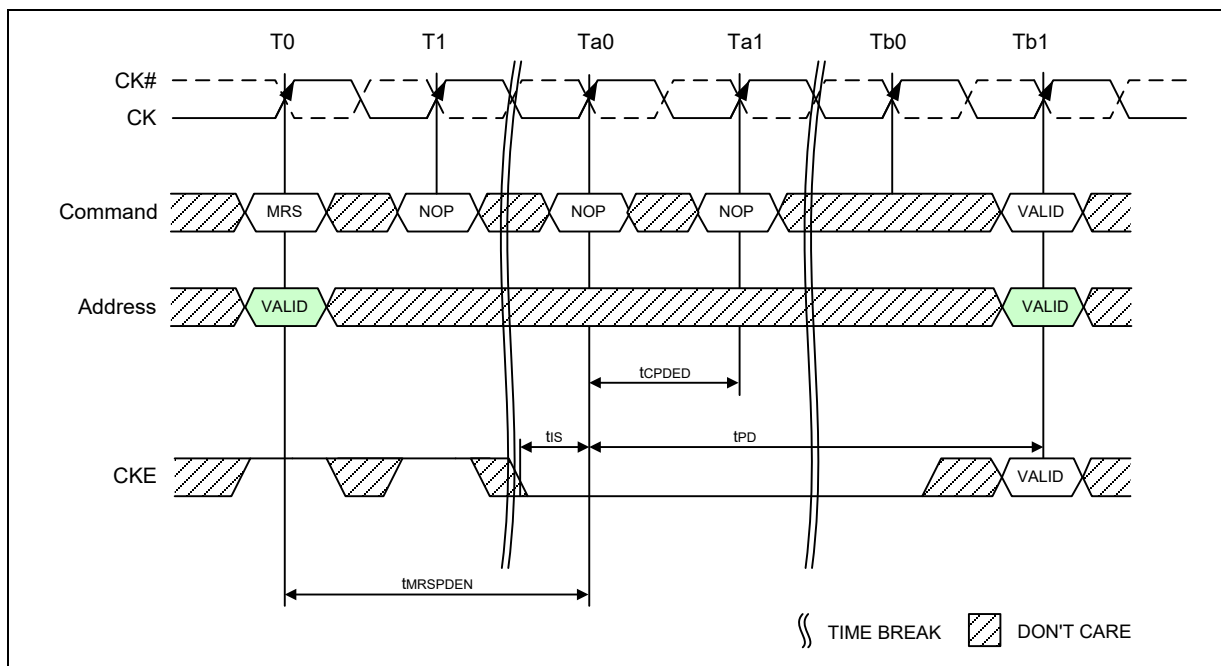 T0 T1 Ta0 Ta1 Tb0 Tb1
CK#
CK
Command MRS NOP NOP NOP VALID
Address VALID VALID
tCPDED
tIS tPD
CKE VALID
tMRSPDEN
TIME BREAK DON'T CARE